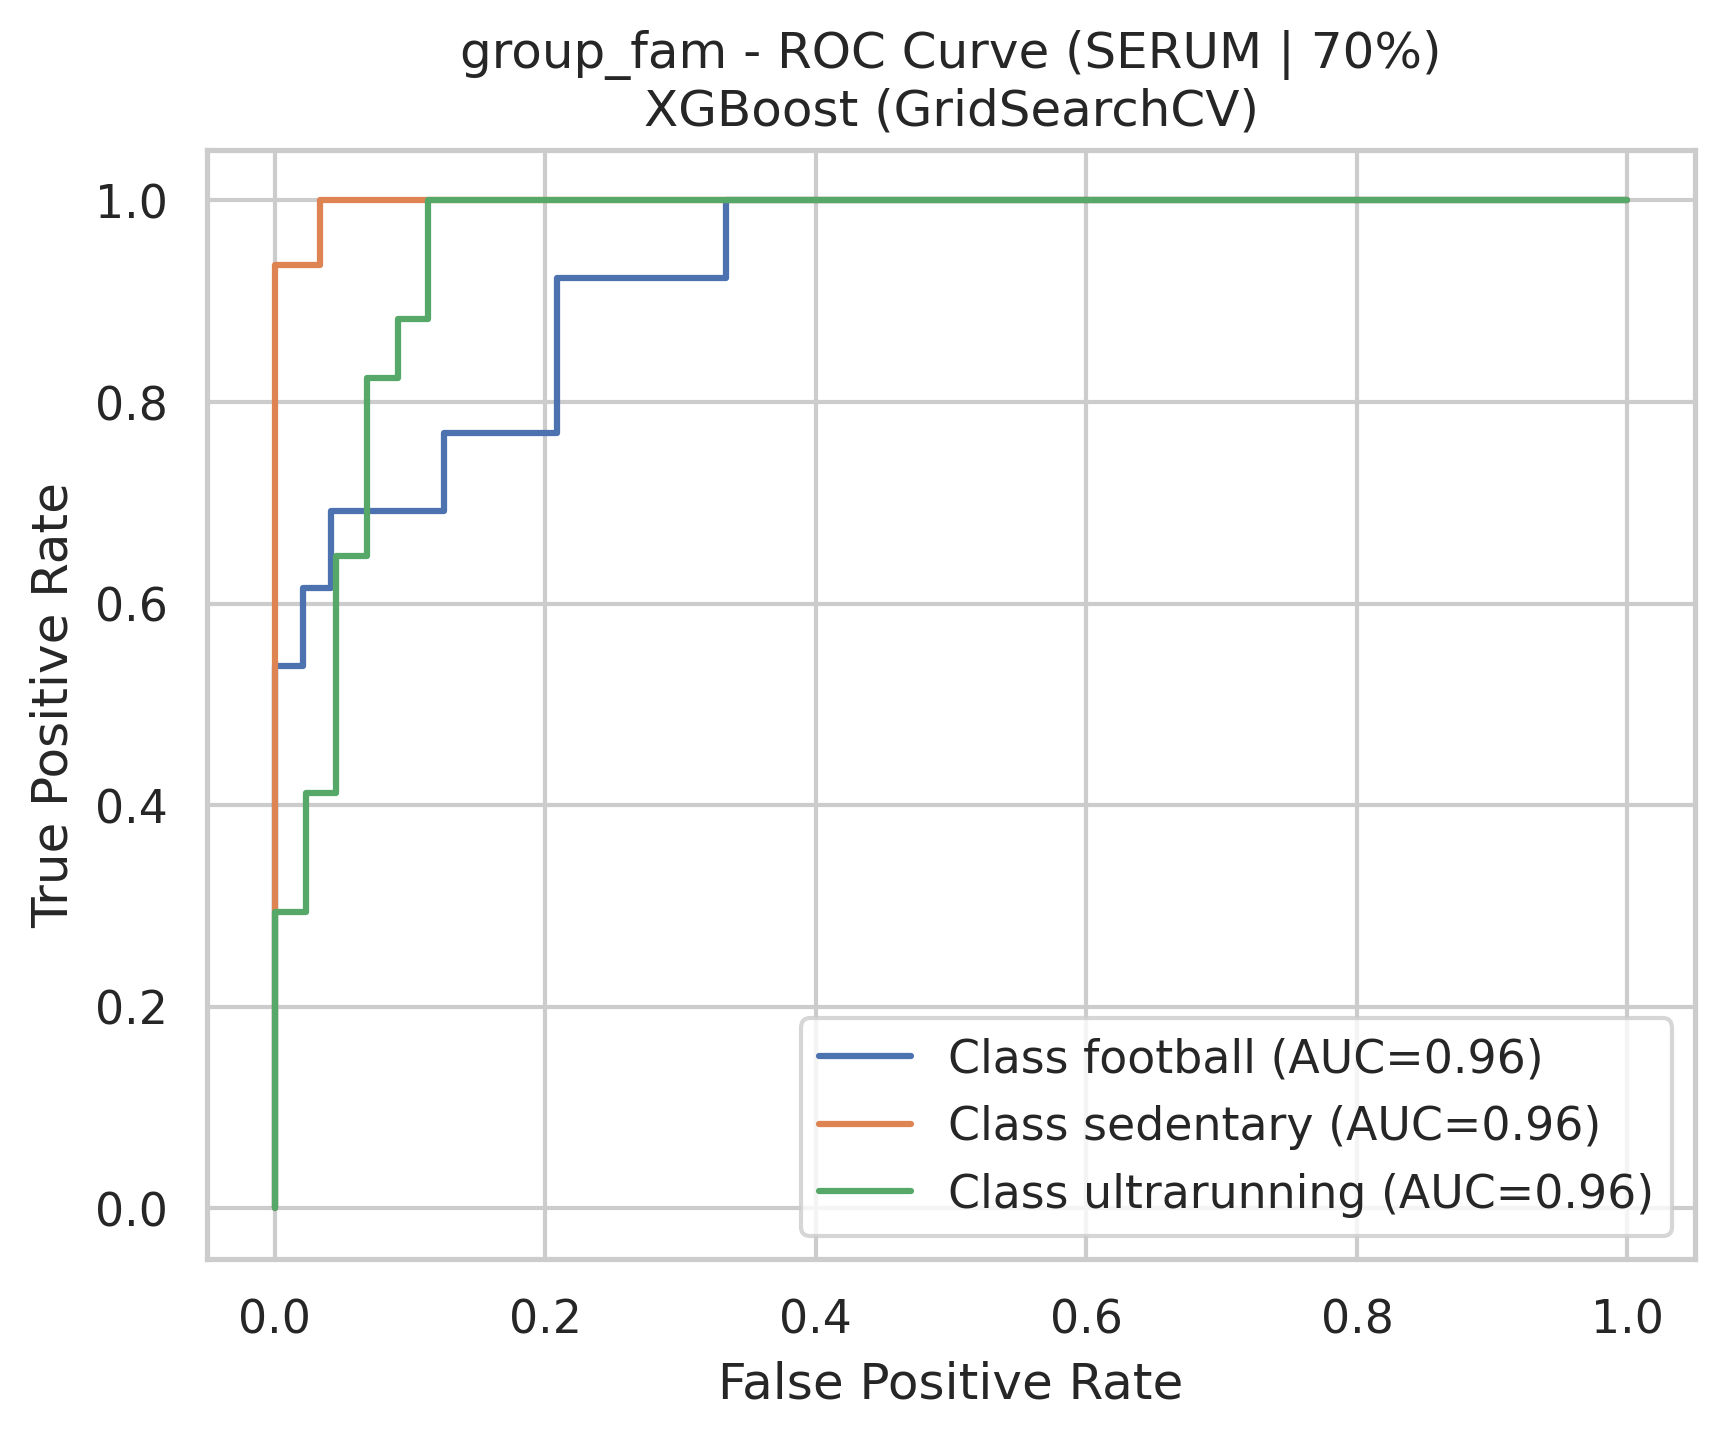 group_fam - ROC Curve (SERUM | 70%)
XGBoost (GridSearchCV)
True Positive Rate
1.0
0.8
0.6
0.4
0.2
0.0
Class football (AUC=0.96)
Class sedentary (AUC=0.96)
Class ultrarunning (AUC=0.96)
0.0 0.2 0.4 0.6 0.8 1.0
False Positive Rate